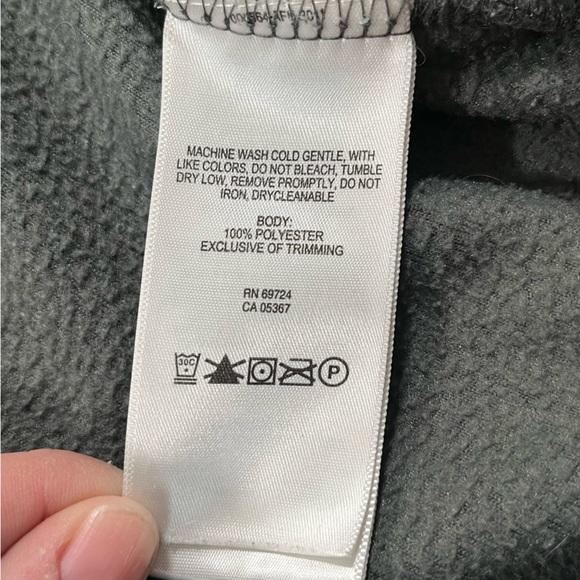 MACHINE WASH COLD GENTLE, WITH
LIKE COLORS, DO NOT BLEACH, TUMBLE
DRY LOW, REMOVE PROMPTLY, DO NOT
IRON, DRYCLEANABLE
BODY:
100% POLYESTER
EXCLUSIVE OF TRIMMING
RN 69724
CA 05367
30C P